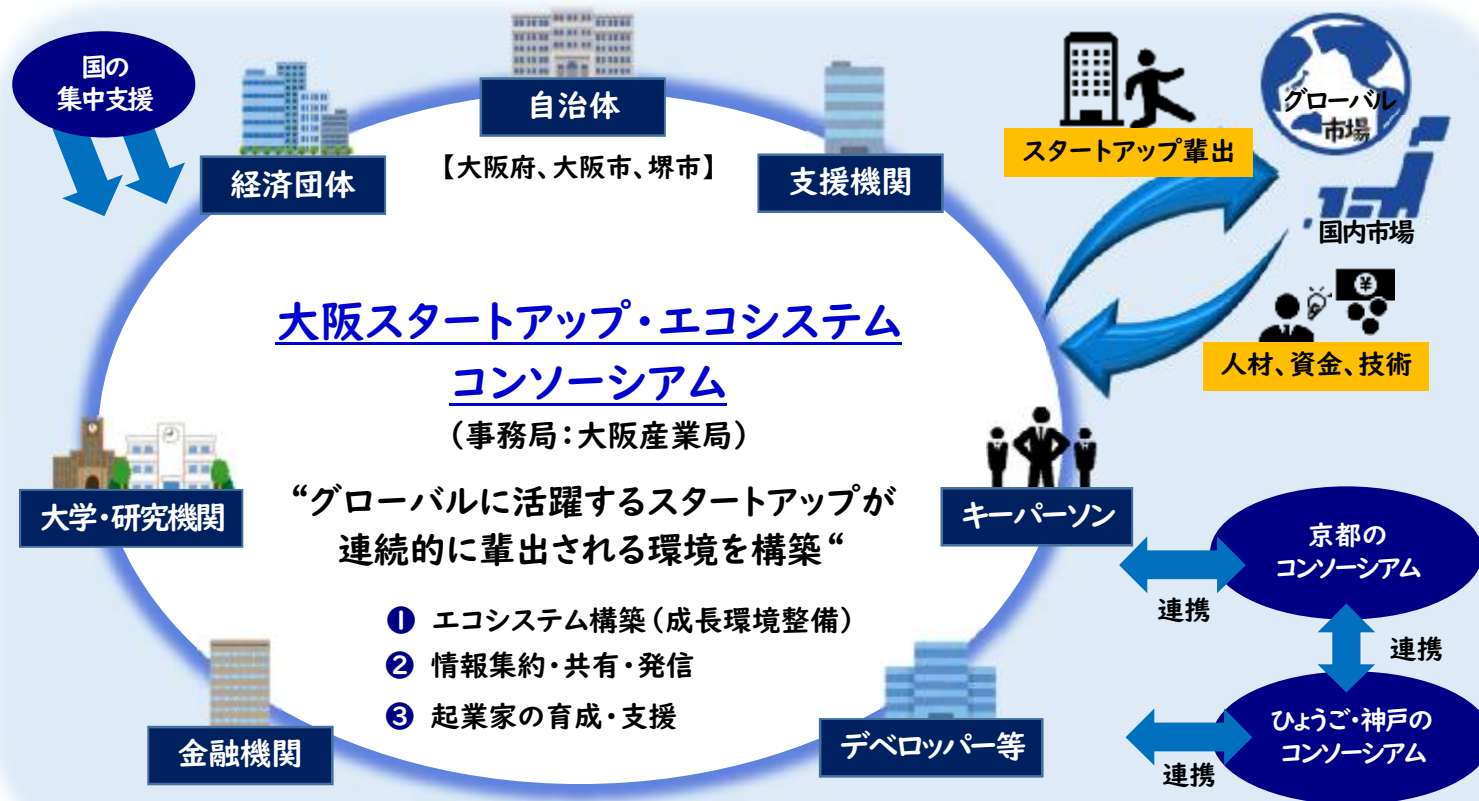 国の
集中支援
自治体
【大阪府、大阪市、堺市】
経済団体
支援機関
スタートアップ輩出
グローバル
市場
国内市場
¥
人材、資金、技術
大阪スタートアップ・エコシステム
コンソーシアム
（事務局：大阪産業局）
“グローバルに活躍するスタートアップが
連続的に輩出される環境を構築“
❶ エコシステム構築（成長環境整備）
❷ 情報集約・共有・発信
❸ 起業家の育成・支援
大学・研究機関
キーパーソン
金融機関
デベロッパー等
京都の
コンソーシアム
連携
連携
ひょうご・神戸の
コンソーシアム
連携